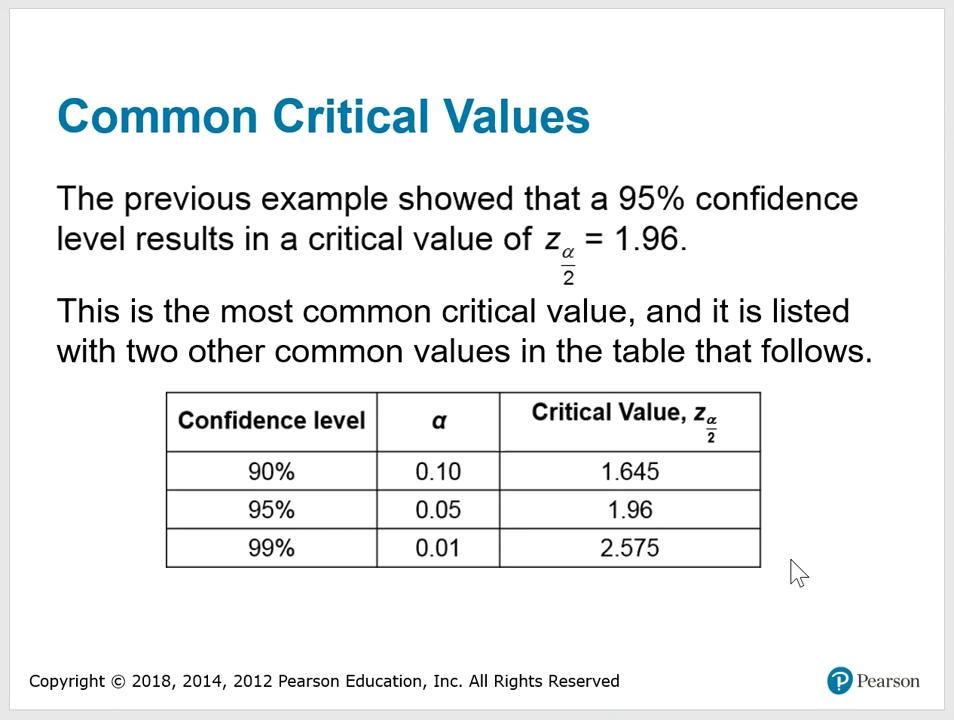 Common Critical Values
The previous example showed that a 95% confidence
level results in a critical value of z α/2 = 1.96.
This is the most common critical value, and it is listed
with two other common values in the table that follows.
Confidence level α Critical Value, z α/2
90% 0.10 1.645
95% 0.05 1.96
99% 0.01 2.575
Copyright © 2018, 2014, 2012 Pearson Education, Inc. All Rights Reserved
P Pearson